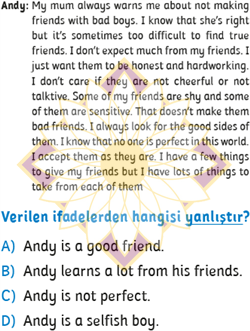 Andy: My mum always warns me about not making
friends with bad boys. I know that she's right
but it's sometimes too difficult to find true
friends. I don't expect much from my friends. I
just want them to be honest and hardworking.
I don't care if they are not cheerful or not
talkative. Some of my friends are shy and some
of them are sensitive. That doesn't make them
bad friends. I always look for the good sides of
them. I know that no one is perfect in this world.
I accept them as they are. I have a few things
to give my friends but I have lots of things to
take from each of them
Verilen ifadelerden hangisi yanlıştır?
A) Andy is a good friend.
B) Andy learns a lot from his friends.
C) Andy is not perfect.
D) Andy is a selfish boy.